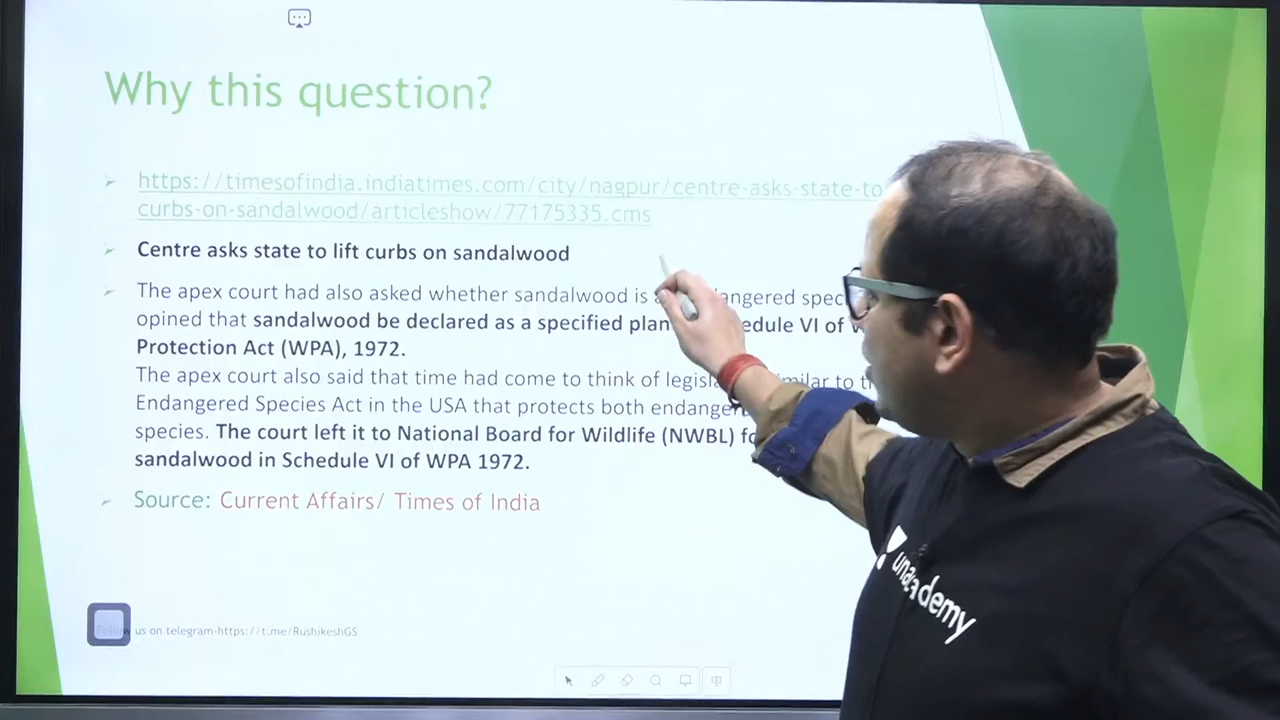 Why this question?
https://timesofindia.indiatimes.com/city/nagpur/centre-asks-state-to
curbs-on-sandalwood/articleshow/77175335.cms
Centre asks state to lift curbs on sandalwood
The apex court had also asked whether sandalwood is
opined that sandalwood be declared as a specified VI of
Protection Act (WPA), 1972.
The apex court also said that time had come to think of
Endangered Species Act in the USA that protects both
species. The court left it to National Board for Wildlife (NWBL)
sandalwood in Schedule VI of WPA 1972.
Source: Current Affairs/ Times of India
us on telegram-https://t.me/RushikeshGS
unacademy